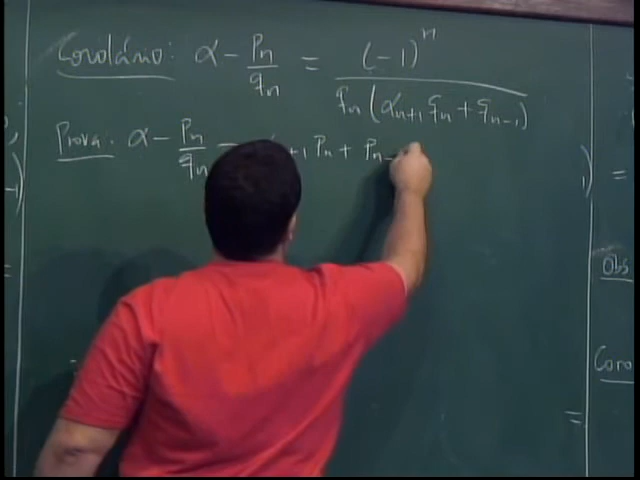 Corolário: α - Pn/qn = (-1)^n / qn(αn+1 qn + qn-1)
Prova: α - Pn/qn = n+1 Pn + Pn-
Obs
Coro